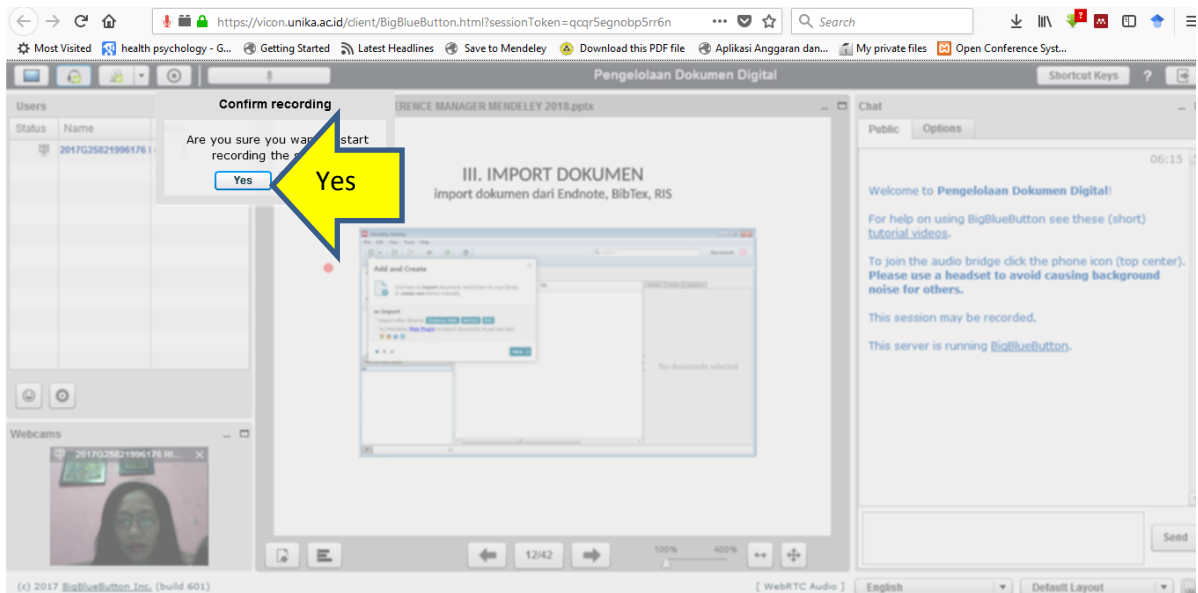 https://vicon.unika.ac.id/client/BigBlueButton.html?sessionToken=qcqr5egnobp5rr6n
Search
Most Visited
health psychology - G...
Getting Started
Latest Headlines
Save to Mendeley
Download this PDF file
Aplikasi Anggaran dan...
My private files
Open Conference Syst...
Pengelolaan Dokumen Digital
Shortcut Keys
?
Users
Status Name
2017G25821996176
Confirm recording
Are you sure you start
recording the
Yes
Yes
ERENCE MANAGER MENDELEY 2018.pptx
III. IMPORT DOKUMEN
import dokumen dari Endnote, BibTex, RIS
Add and Create
or import
No documents selected
Chat
Public Options
06:15
Welcome to Pengelolaan Dokumen Digital!
For help on using BigBlueButton see these (short)
tutorial videos.
To join the audio bridge click the phone icon (top center).
Please use a headset to avoid causing background
noise for others.
This session may be recorded.
This server is running BigBlueButton.
Send
Webcams
2017G25821996176 RI...
12/42
100% 400%
(c) 2017 BigBlueButton Inc. (build 601)
[ WebRTC Audio ]
English
Default Layout